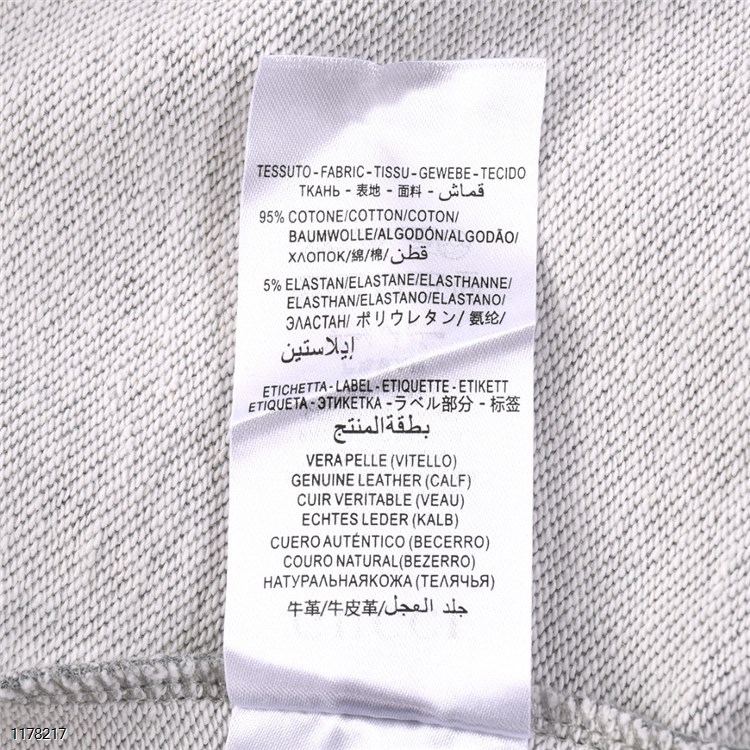 TESSUTO-FABRIC-TISSU-GEWEBE-TECIDO
ТКАНЬ - 表地 - 面料 - قماش
95% COTONE/COTTON/COTON/
BAUMWOLLE/ALGODÓN/ALGODÃO/
ХЛОПОК/綿/棉/قطن
5% ELASTAN/ELASTANE/ELASTHANNE/
ELASTHAN/ELASTANO/ELASTANO/
ЭЛАСТАН/ ポリウレタン/ 氨纶/
إيلاستين
ETICHETTA-LABEL-ETIQUETTE-ETIKETT
ETIQUETA-ЭТИКЕТКА-ラベル部分-标签
بطقة المنتج
VERA PELLE (VITELLO)
GENUINE LEATHER (CALF)
CUIR VERITABLE (VEAU)
ECHTES LEDER (KALB)
CUERO AUTÉNTICO (BECERRO)
COURO NATURAL(BEZERRO)
НАТУРАЛЬНАЯКОЖА (ТЕЛЯЧЬЯ)
牛革/牛皮革/جلد العجل
1178217